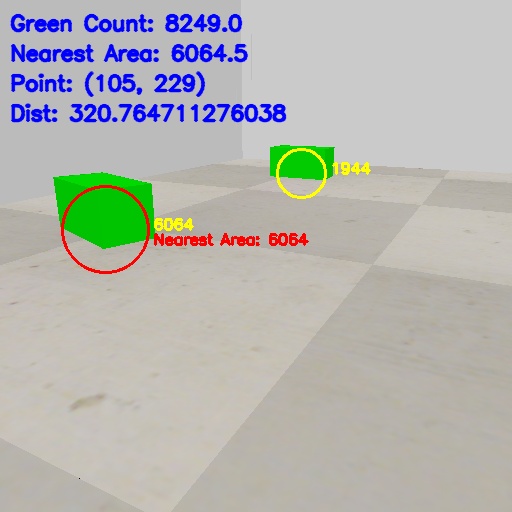 Green Count: 8249.0
Nearest Area: 6064.5
Point: (105, 229)
Dist: 320.764711276038
1944
6064
Nearest Area: 6064